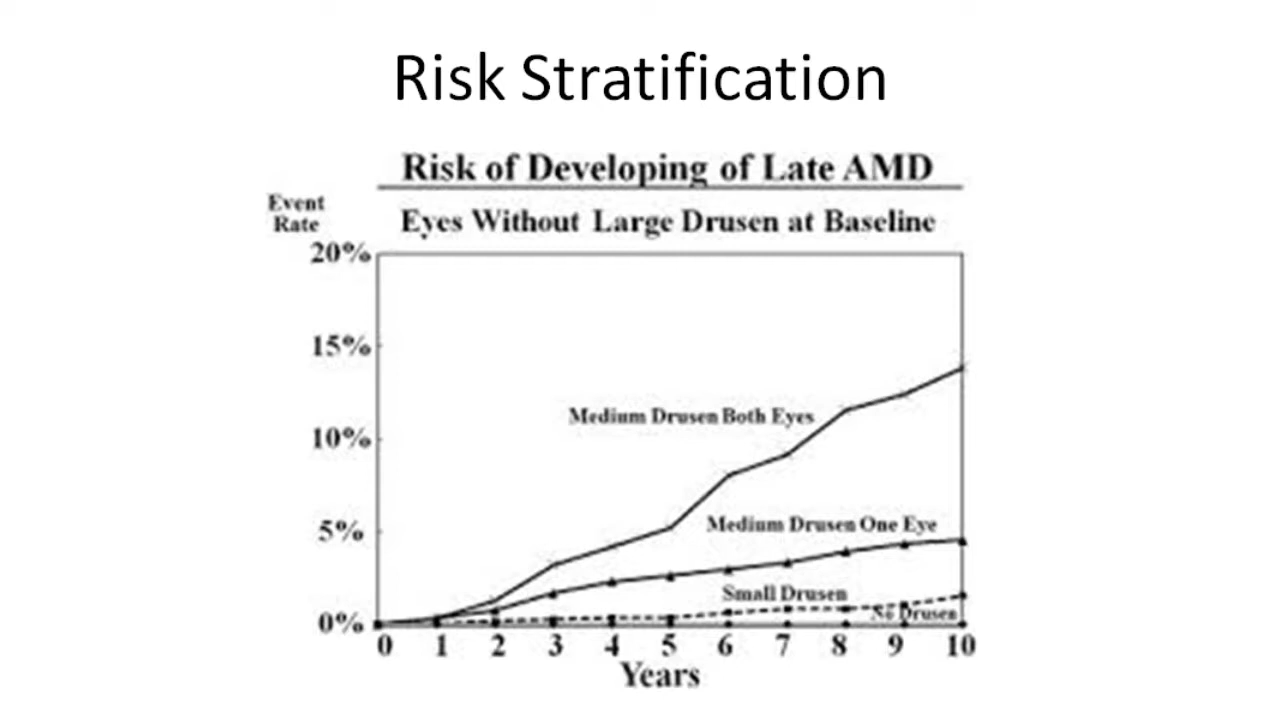 Risk Stratification
Risk of Developing of Late AMD
Event
Rate
Eyes Without Large Drusen at Baseline
20%
15%
Medium Drusen Both Eyes
10%
Medium Drusen One Eye
5%
Small Drusen
No Drusen
0%
0 1 2 3 4 5 6 7 8 9 10
Years